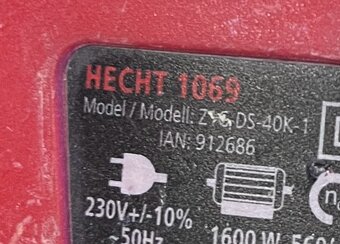 HECHT 1069
Model / Modell: DS-40K-1
IAN: 912686
230V+/-10%
~50Hz
1600 W